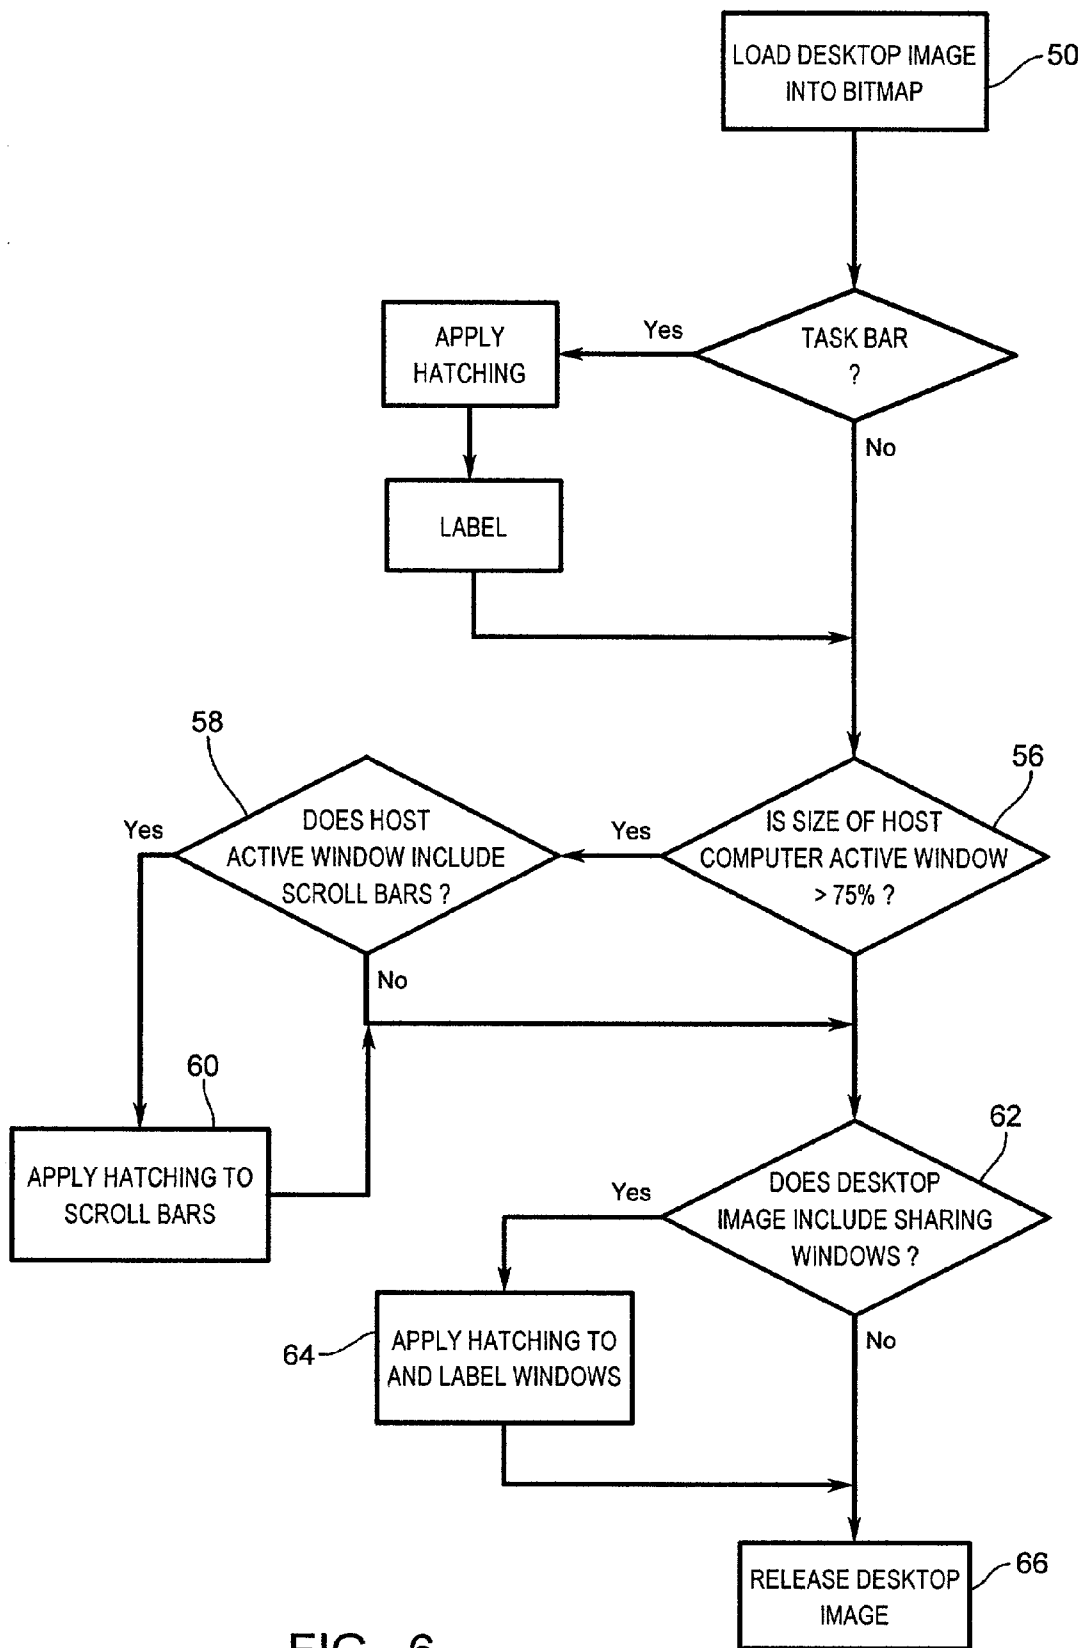 LOAD DESKTOP IMAGE
INTO BITMAP
50
TASK BAR
?
Yes
APPLY
HATCHING
No
LABEL
58
56
DOES HOST
ACTIVE WINDOW INCLUDE
SCROLL BARS ?
Yes
Yes
IS SIZE OF HOST
COMPUTER ACTIVE WINDOW
> 75% ?
No
60
APPLY HATCHING TO
SCROLL BARS
62
DOES DESKTOP
IMAGE INCLUDE SHARING
WINDOWS ?
Yes
64
APPLY HATCHING TO
AND LABEL WINDOWS
No
RELEASE DESKTOP
IMAGE
66
FIG. 6